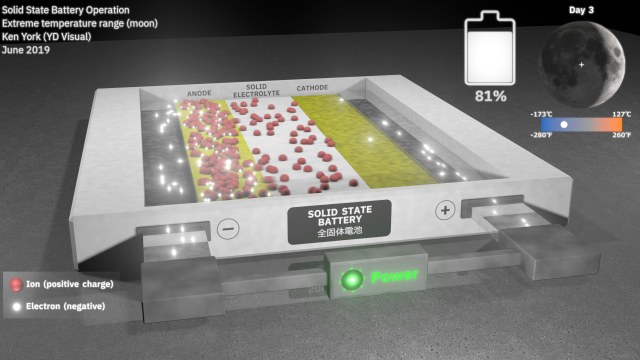 Solid State Battery Operation
Extreme temperature range (moon)
Ken York (YD Visual)
June 2019
81%
Day 3
-173℃ 127℃
-280°F 260°F
ANODE
SOLID
ELECTROLYTE
CATHODE
−
+
SOLID STATE
BATTERY
全固体電池
Power
Ion (positive charge)
Electron (negative)